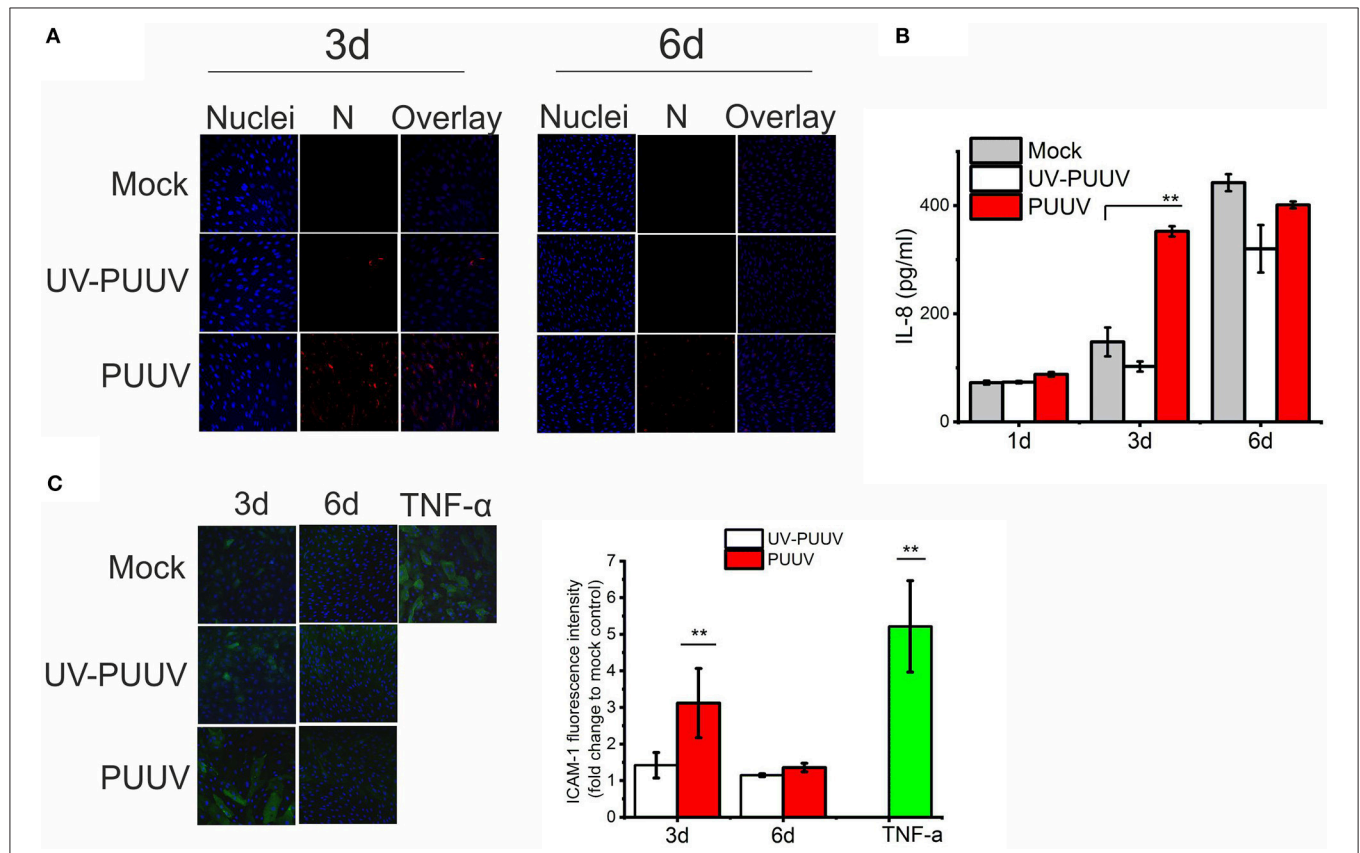 A
3d
6d
Nuclei N Overlay
Nuclei N Overlay
Mock
UV-PUUV
PUUV
B
Mock
UV-PUUV
PUUV
**
IL-8 (pg/ml)
400
200
0
1d 3d 6d
C
3d 6d TNF-α
Mock
UV-PUUV
PUUV
UV-PUUV
PUUV
**
**
ICAM-1 fluorescence intensity
(fold change to mock control)
7
6
5
4
3
2
1
0
3d 6d TNF-a